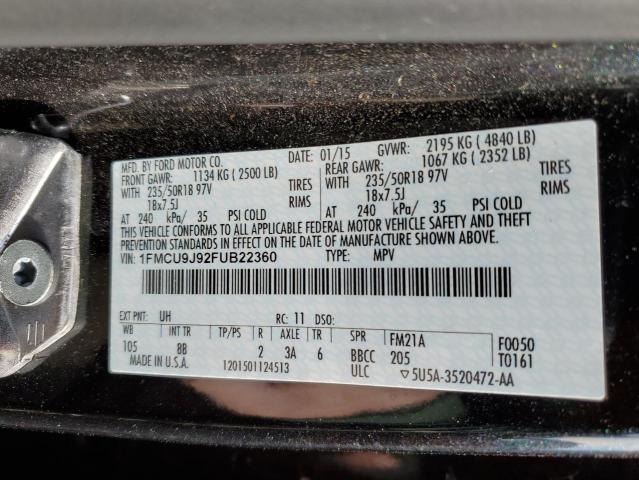 MFD. BY FORD MOTOR CO.
DATE: 01/15 GVWR: 2195 KG ( 4840 LB)
FRONT GAWR: 1134 KG ( 2500 LB) REAR GAWR: 1067 KG ( 2352 LB)
WITH 235/50R18 97V TIRES WITH 235/50R18 97V TIRES
18x7.5J RIMS 18x7.5J RIMS
AT 240 kPa/ 35 PSI COLD AT 240 kPa/ 35 PSI COLD
THIS VEHICLE CONFORMS TO ALL APPLICABLE FEDERAL MOTOR VEHICLE SAFETY AND THEFT
PREVENTION STANDARDS IN EFFECT ON THE DATE OF MANUFACTURE SHOWN ABOVE.
VIN: 1FMCU9J92FUB22360 TYPE: MPV
EXT PNT: UH RC: 11 DSO:
WB INT TR TP/PS R AXLE TR SPR FM21A F0050
105 8B 2 3A 6 BBCC 205 T0161
MADE IN U.S.A. 1201501124513 ULC ▽5U5A-3520472-AA